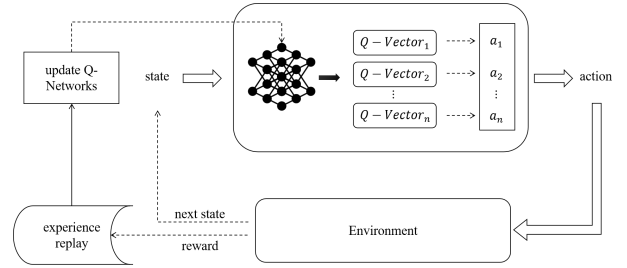 update Q-
Networks
state
Q − Vector₁
a₁
Q − Vector₂
a₂
⋮
⋮
Q − Vectorₙ
aₙ
action
next state
reward
experience
replay
Environment